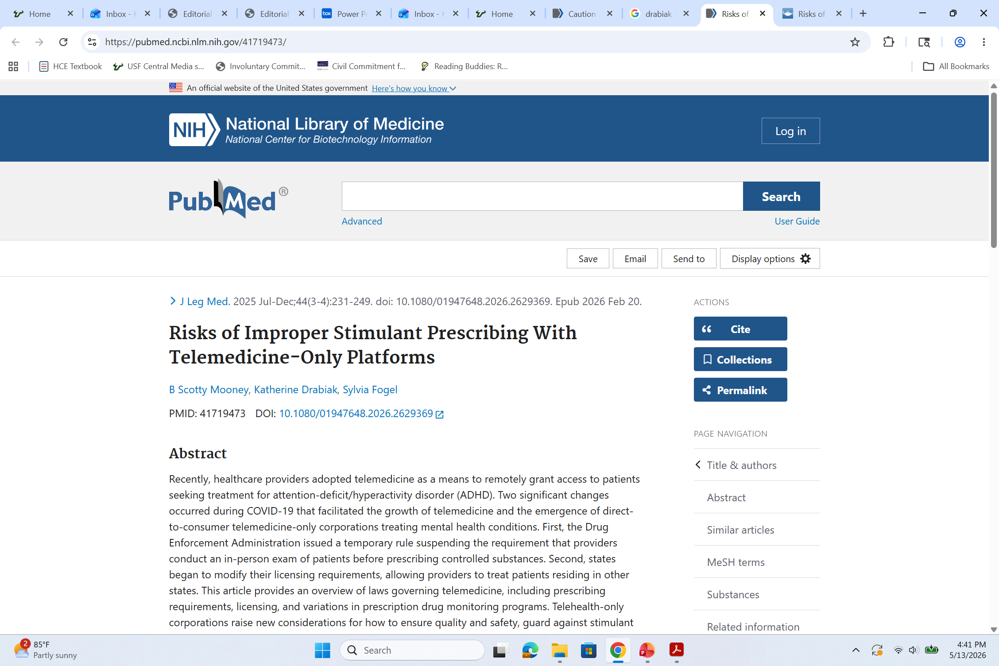 Home
Inbox -
Editorial
Editorial
box Power P
Inbox -
Home
Caution
drabiak
Risks of
Risks of
https://pubmed.ncbi.nlm.nih.gov/41719473/
HCE Textbook
USF Central Media s...
Involuntary Commit...
NHLC Civil Commitment f...
Reading Buddies: R...
All Bookmarks
An official website of the United States government Here's how you know
NIH National Library of Medicine
National Center for Biotechnology Information
Log in
PubMed®
Search
Advanced
User Guide
Save
Email
Send to
Display options
J Leg Med. 2025 Jul-Dec;44(3-4):231-249. doi: 10.1080/01947648.2026.2629369. Epub 2026 Feb 20.
Risks of Improper Stimulant Prescribing With
Telemedicine-Only Platforms
B Scotty Mooney, Katherine Drabiak, Sylvia Fogel
PMID: 41719473 DOI: 10.1080/01947648.2026.2629369
Abstract
Recently, healthcare providers adopted telemedicine as a means to remotely grant access to patients
seeking treatment for attention-deficit/hyperactivity disorder (ADHD). Two significant changes
occurred during COVID-19 that facilitated the growth of telemedicine and the emergence of direct-
to-consumer telemedicine-only corporations treating mental health conditions. First, the Drug
Enforcement Administration issued a temporary rule suspending the requirement that providers
conduct an in-person exam of patients before prescribing controlled substances. Second, states
began to modify their licensing requirements, allowing providers to treat patients residing in other
states. This article provides an overview of laws governing telemedicine, including prescribing
requirements, licensing, and variations in prescription drug monitoring programs. Telehealth-only
corporations raise new considerations for how to ensure quality and safety, guard against stimulant
ACTIONS
Cite
Collections
Permalink
PAGE NAVIGATION
Title & authors
Abstract
Similar articles
MeSH terms
Substances
Related information
2
85°F
Partly sunny
Search
4:41 PM
5/13/2026